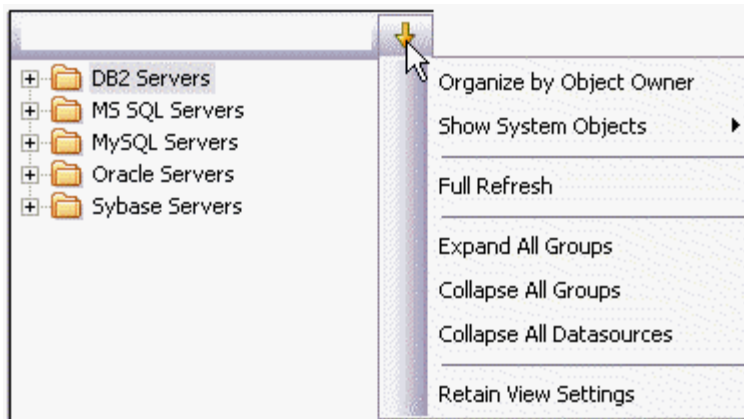 DB2 Servers
MS SQL Servers
MySQL Servers
Oracle Servers
Sybase Servers
Organize by Object Owner
Show System Objects
Full Refresh
Expand All Groups
Collapse All Groups
Collapse All Datasources
Retain View Settings